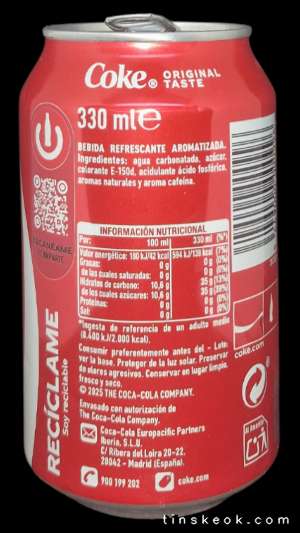 Coke® ORIGINAL
TASTE
330 ml e
BEBIDA REFRESCANTE AROMATIZADA.
Ingredientes: agua carbonatada, azúcar,
colorante E-150d, acidulante ácido fosfórico,
aromas naturales y aroma cafeína.
ESCANÉAME
INFORMACIÓN NUTRICIONAL
Por: 100 ml 330 ml (%*)
Valor energético: 180 kJ/42 kcal 594 kJ/139 kcal (7%)
Grasas: 0 g 0 g
de las cuales saturadas: 0 g 0 g
Hidratos de carbono: 10,6 g 35 g
de los cuales azúcares: 10,6 g 35 g
Proteínas: 0 g 0 g
Sal: 0 g 0 g
*Ingesta de referencia de un adulto medio
(8.400 kJ/2.000 kcal).
Consumir preferentemente antes del - Lote:
ver la base. Proteger de la luz solar. Preservar
de olores agresivos. Conservar en lugar limpio,
fresco y seco.
© 2025 THE COCA-COLA COMPANY.
Envasado con autorización de
The Coca-Cola Company.
Coca-Cola Europacific Partners
Iberia, S.L.U.
C/ Ribera del Loira 20-22.
28042 - Madrid (España).
900 199 202 coke.com
RECÍCLAME
Soy reciclable
coke.com
Al Amarillo
tinskeok.com